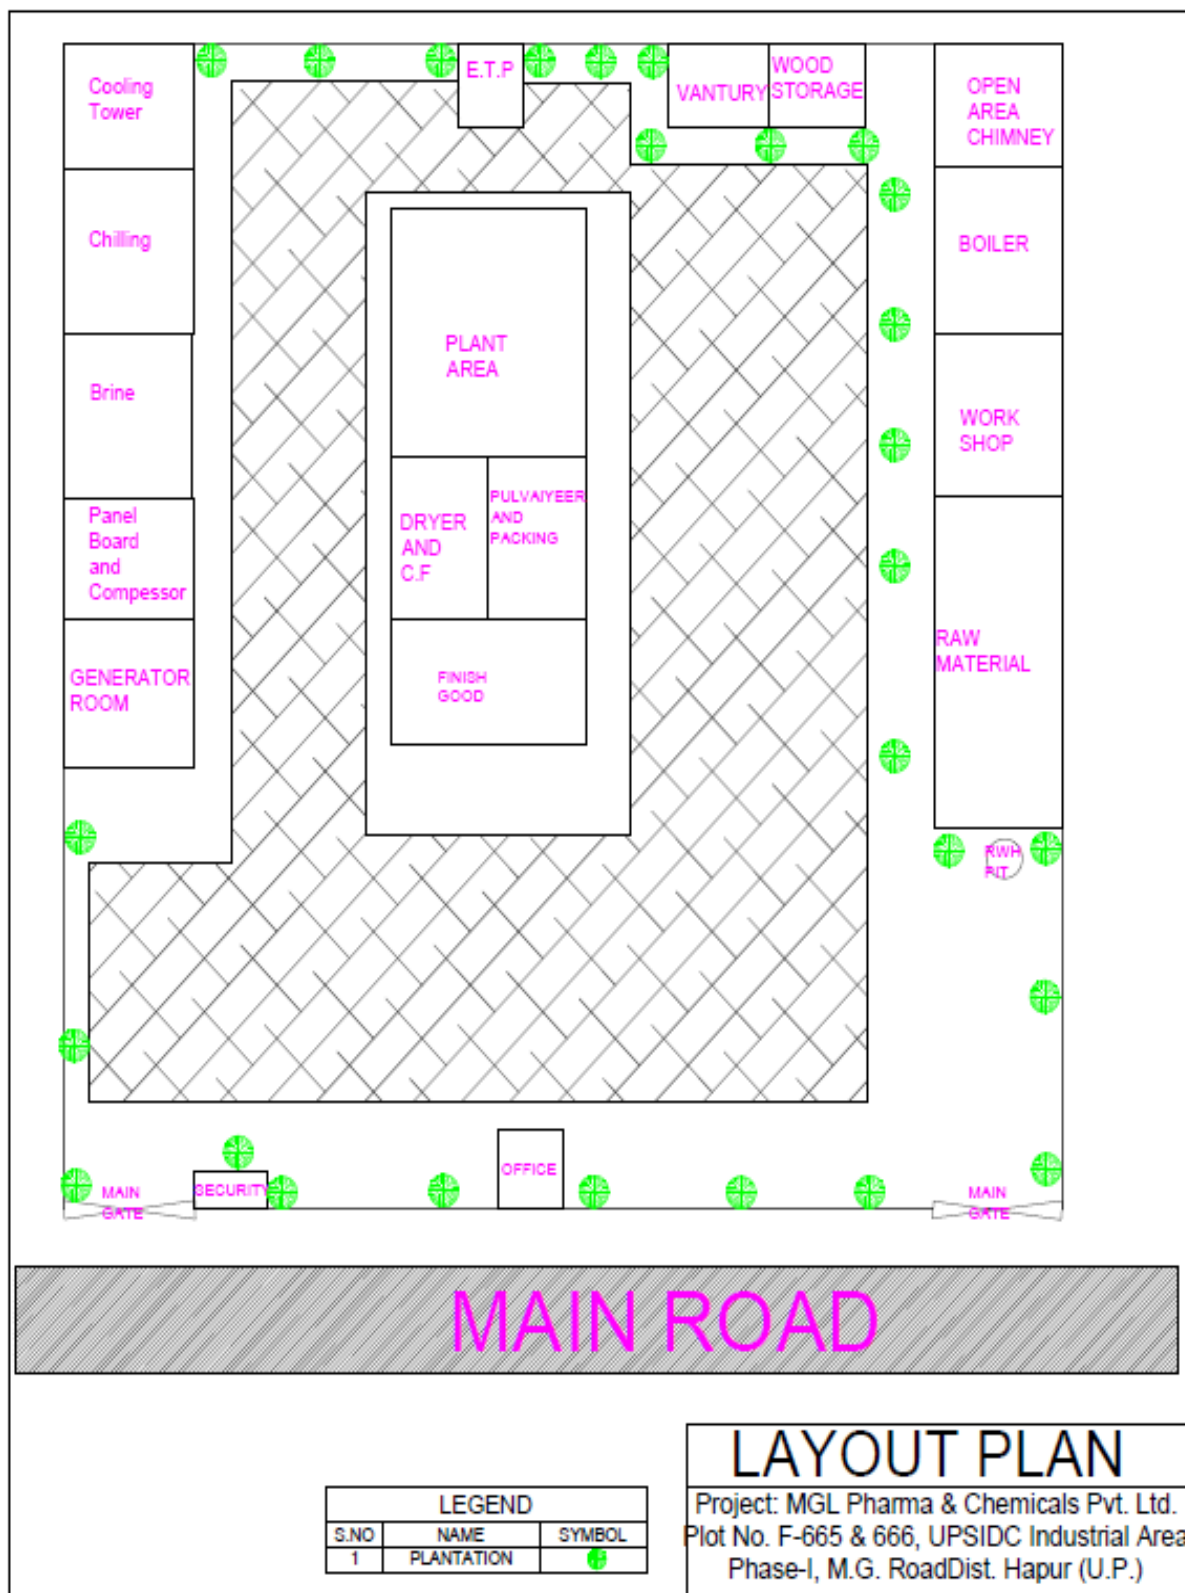 Cooling
Tower
E.T.P
VANTURY
WOOD
STORAGE
OPEN
AREA
CHIMNEY
Chilling
BOILER
Brine
PLANT
AREA
WORK
SHOP
Panel
Board
and
Compessor
DRYER
AND
C.F
PULVAIYEER
AND
PACKING
GENERATOR
ROOM
FINISH
GOOD
RAW
MATERIAL
RWH
PIT
MAIN
GATE
SECURITY
OFFICE
MAIN
GATE
MAIN ROAD
LAYOUT PLAN
Project: MGL Pharma & Chemicals Pvt. Ltd.
Plot No. F-665 & 666, UPSIDC Industrial Area
Phase-I, M.G. RoadDist. Hapur (U.P.)
LEGEND
S.NO NAME SYMBOL
1 PLANTATION